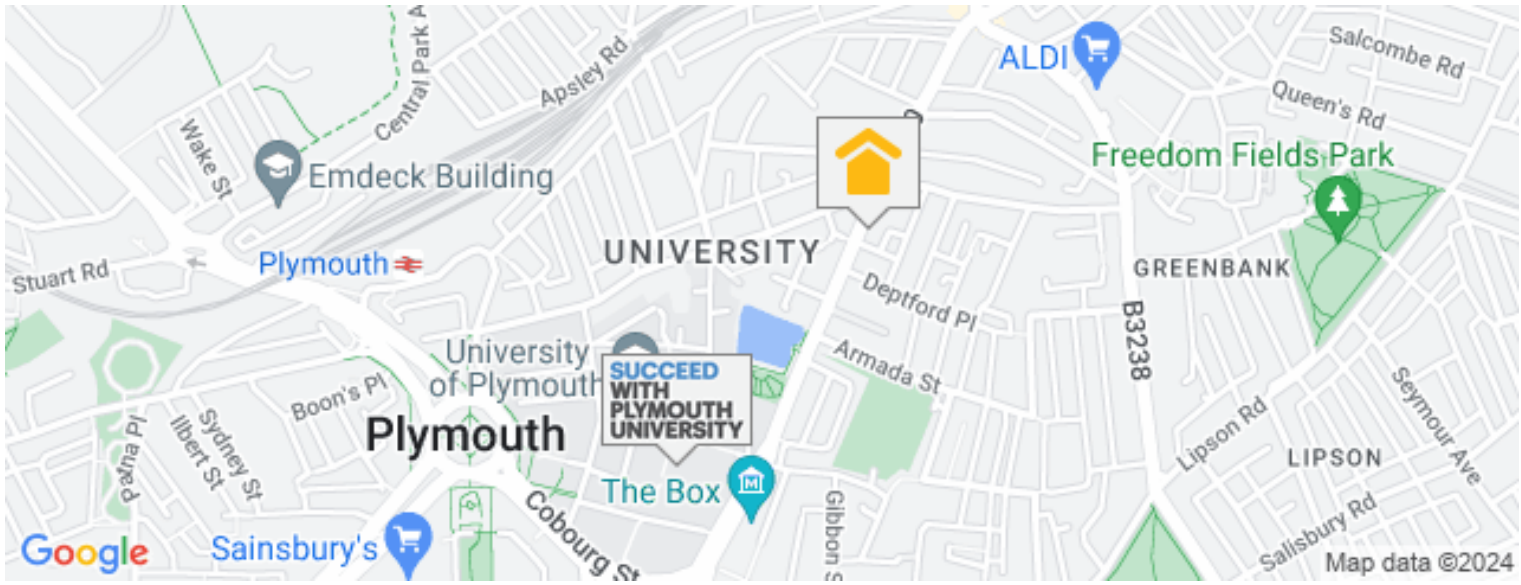 Salcombe Rd
ALDI
Apsley Rd
Central Park A
Queen's Rd
Wake St
Freedom Fields Park
Emdeck Building
UNIVERSITY
Plymouth
Stuart Rd
GREENBANK
Deptford Pl
B3238
University
of Plymouth
SUCCEED
WITH
PLYMOUTH
UNIVERSITY
Armada St
Boon's Pl
Plymouth
Sydney St
Ilbert St
Patna Pl
Lipson Rd
Seymour Ave
LIPSON
The Box
M
Gibbon S
Cobourg St
Sainsbury's
Salisbury Rd
Google
Map data ©2024